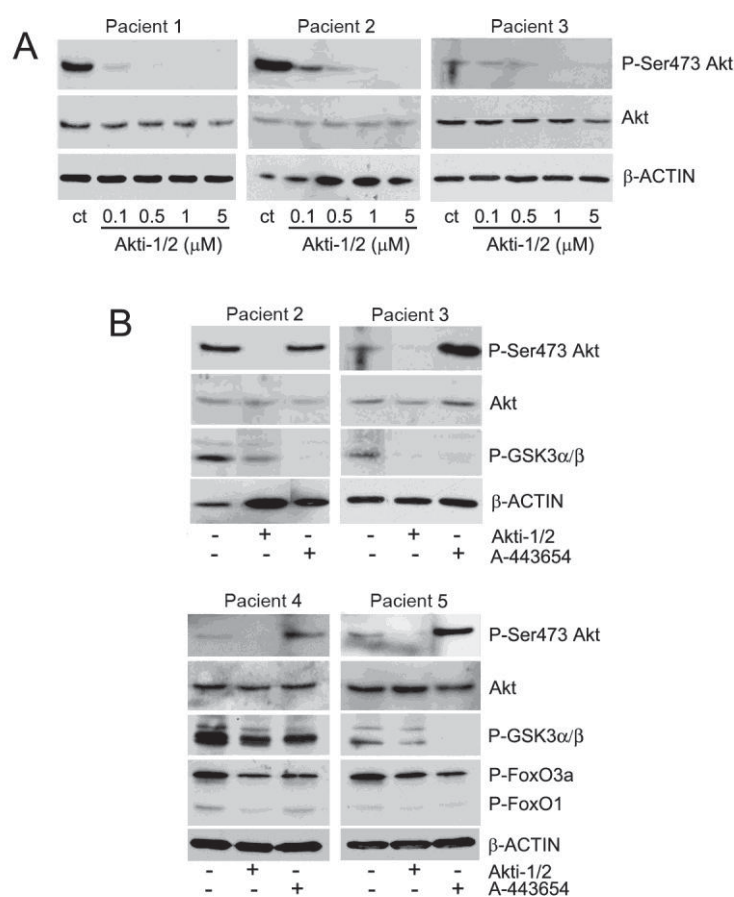 A
Pacient 1 Pacient 2 Pacient 3
P-Ser473 Akt
Akt
β-ACTIN
ct 0.1 0.5 1 5 ct 0.1 0.5 1 5 ct 0.1 0.5 1 5
Akti-1/2 (μM) Akti-1/2 (μM) Akti-1/2 (μM)
B
Pacient 2 Pacient 3
P-Ser473 Akt
Akt
P-GSK3α/β
β-ACTIN
- + - - + - Akti-1/2
- - + - - + A-443654
Pacient 4 Pacient 5
P-Ser473 Akt
Akt
P-GSK3α/β
P-FoxO3a
P-FoxO1
β-ACTIN
- + - - + - Akti-1/2
- - + - - + A-443654